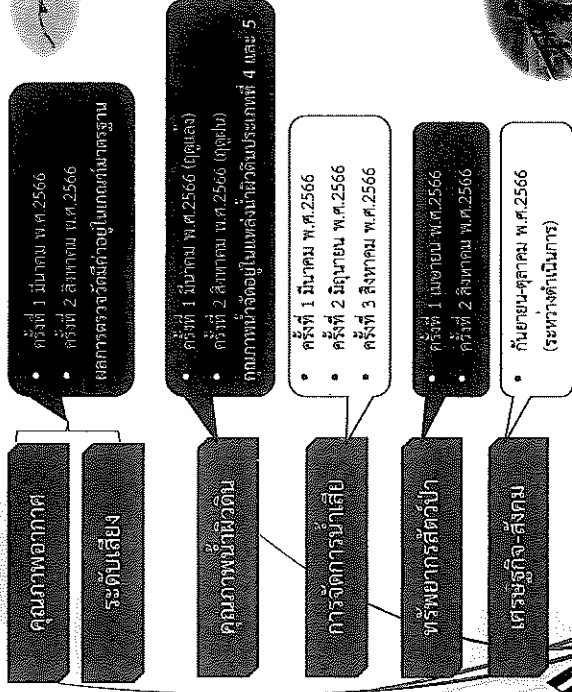 คุณภาพอากาศ
ระดับเสียง
• ครั้งที่ 1 มีนาคม พ.ศ.2566
• ครั้งที่ 2 สิงหาคม พ.ศ.2566
ผลการตรวจวัดมีค่าอยู่ในเกณฑ์มาตรฐาน
คุณภาพน้ำผิวดิน
• ครั้งที่ 1 มีนาคม พ.ศ.2566 (ฤดูแล้ง)
• ครั้งที่ 2 สิงหาคม พ.ศ.2566 (ฤดูฝน)
คุณภาพน้ำจัดอยู่ในแหล่งน้ำผิวดินประเภทที่ 4 และ 5
การจัดการน้ำเสีย
• ครั้งที่ 1 มีนาคม พ.ศ.2566
• ครั้งที่ 2 มิถุนายน พ.ศ.2566
• ครั้งที่ 3 สิงหาคม พ.ศ.2566
ทรัพยากรสัตว์ป่า
• ครั้งที่ 1 เมษายน พ.ศ.2566
• ครั้งที่ 2 สิงหาคม พ.ศ.2566
เศรษฐกิจ-สังคม
• กันยายน-ตุลาคม พ.ศ.2566
(ระหว่างดำเนินการ)